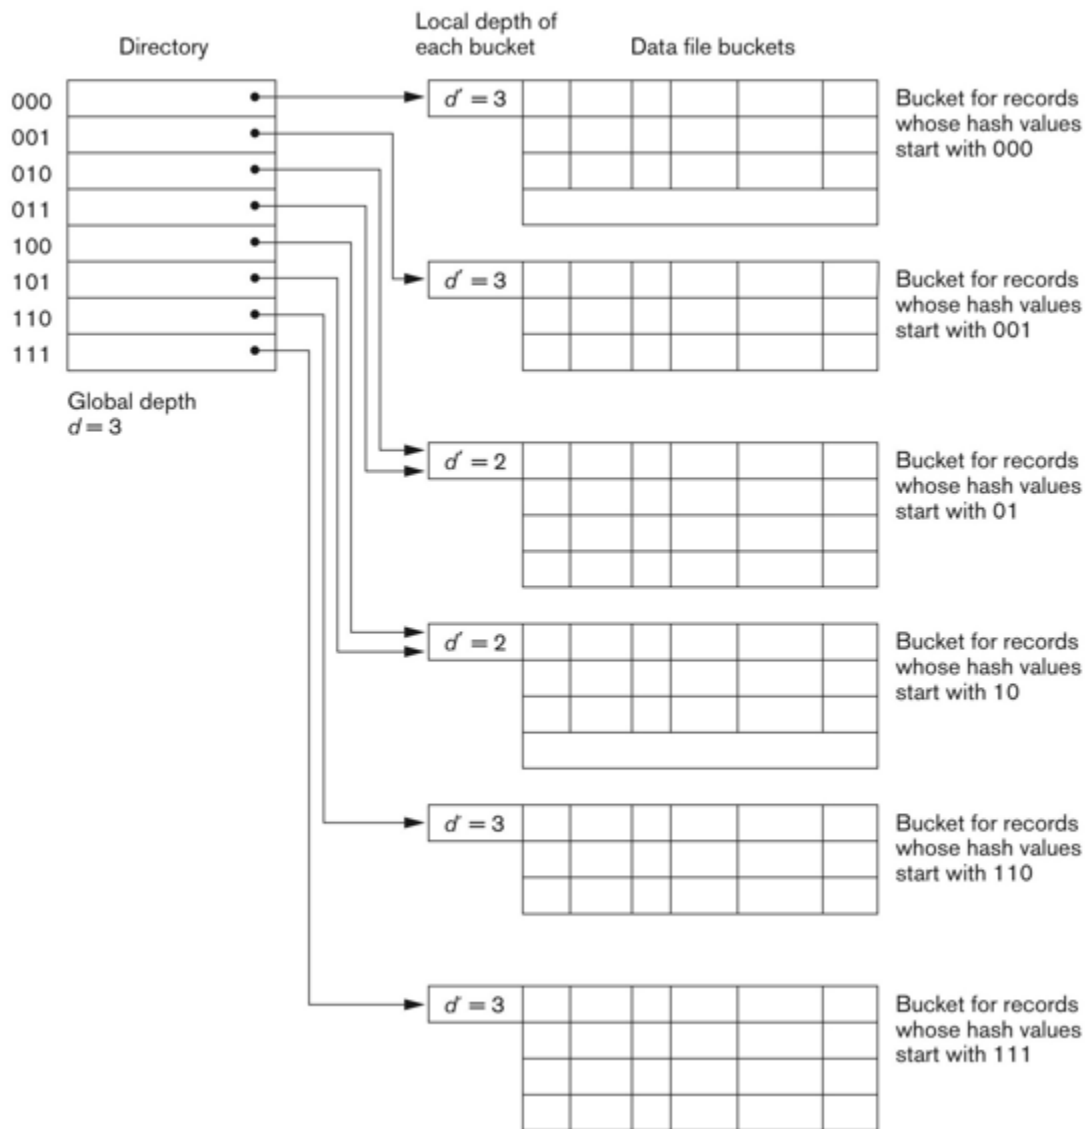 Directory
Local depth of
each bucket
Data file buckets
000
001
010
011
100
101
110
111
Global depth
d = 3
d′ = 3
Bucket for records
whose hash values
start with 000
d′ = 3
Bucket for records
whose hash values
start with 001
d′ = 2
Bucket for records
whose hash values
start with 01
d′ = 2
Bucket for records
whose hash values
start with 10
d′ = 3
Bucket for records
whose hash values
start with 110
d′ = 3
Bucket for records
whose hash values
start with 111